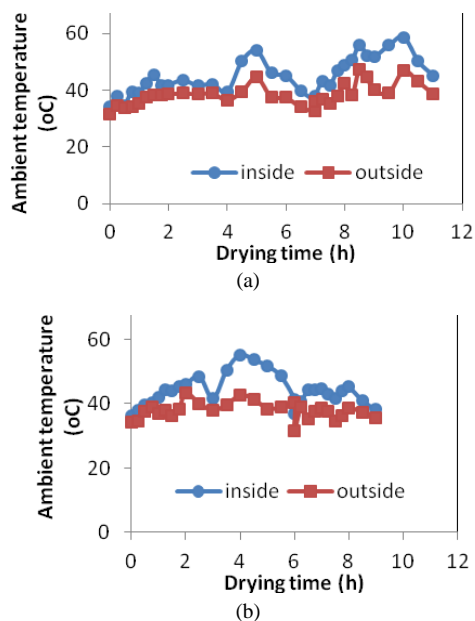 Ambient temperature
(oC)
60
40
20
0
inside
outside
0 2 4 6 8 10 12
Drying time (h)
(a)
Ambient temperature
(oC)
60
40
20
0
inside
outside
0 2 4 6 8 10 12
Drying time (h)
(b)